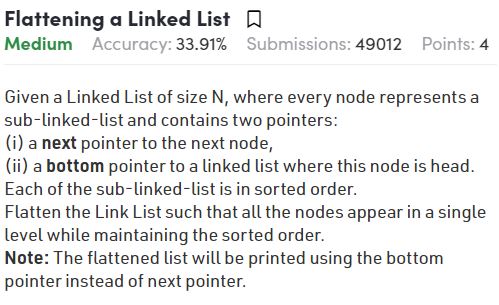 Flattening a Linked List
Medium Accuracy: 33.91% Submissions: 49012 Points: 4
Given a Linked List of size N, where every node represents a
sub-linked-list and contains two pointers:
(i) a next pointer to the next node,
(ii) a bottom pointer to a linked list where this node is head.
Each of the sub-linked-list is in sorted order.
Flatten the Link List such that all the nodes appear in a single
level while maintaining the sorted order.
Note: The flattened list will be printed using the bottom
pointer instead of next pointer.